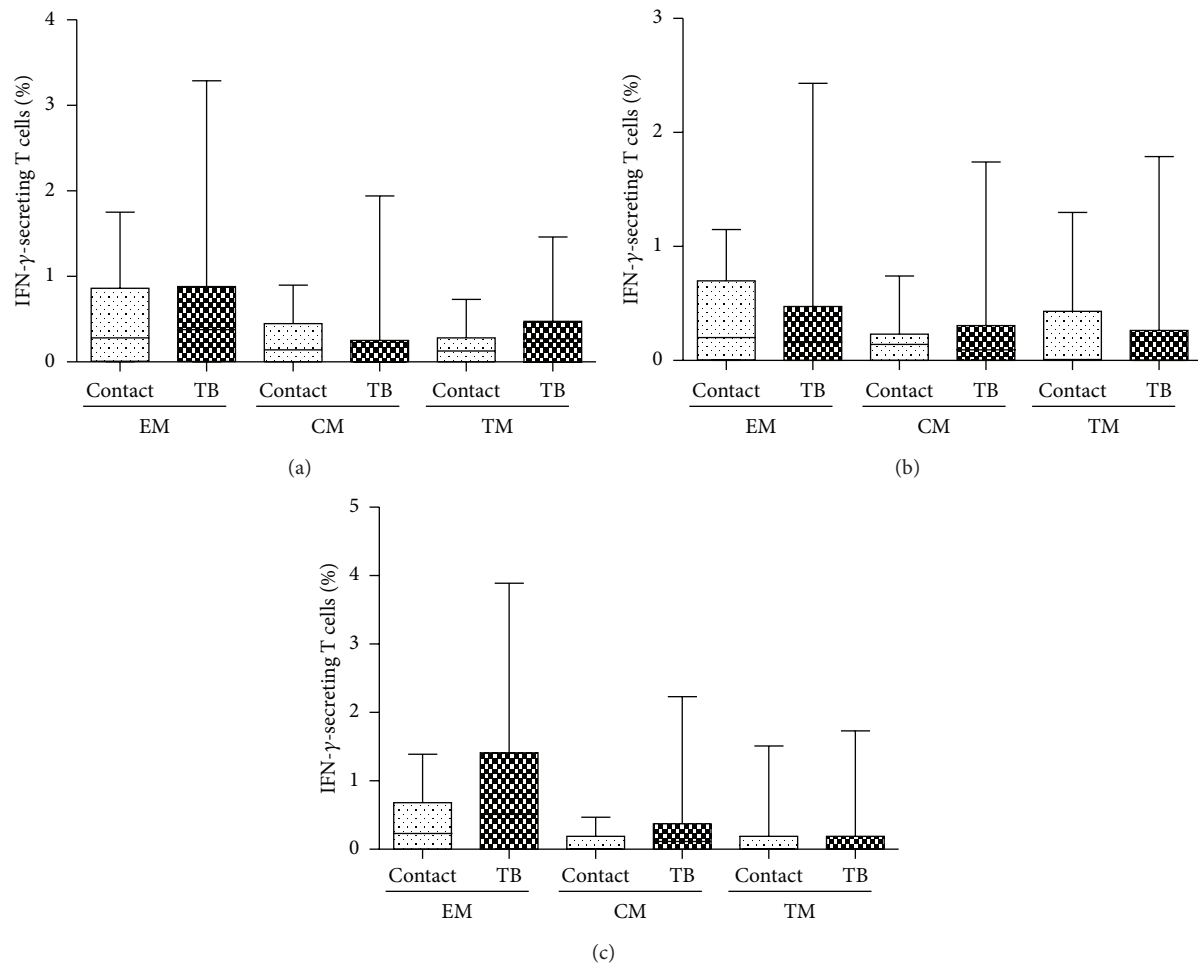 4
3
2
1
0
IFN-γ-secreting T cells (%)
Contact TB Contact TB Contact TB
EM CM TM
(a)
3
2
1
0
IFN-γ-secreting T cells (%)
Contact TB Contact TB Contact TB
EM CM TM
(b)
5
4
3
2
1
0
IFN-γ-secreting T cells (%)
Contact TB Contact TB Contact TB
EM CM TM
(c)